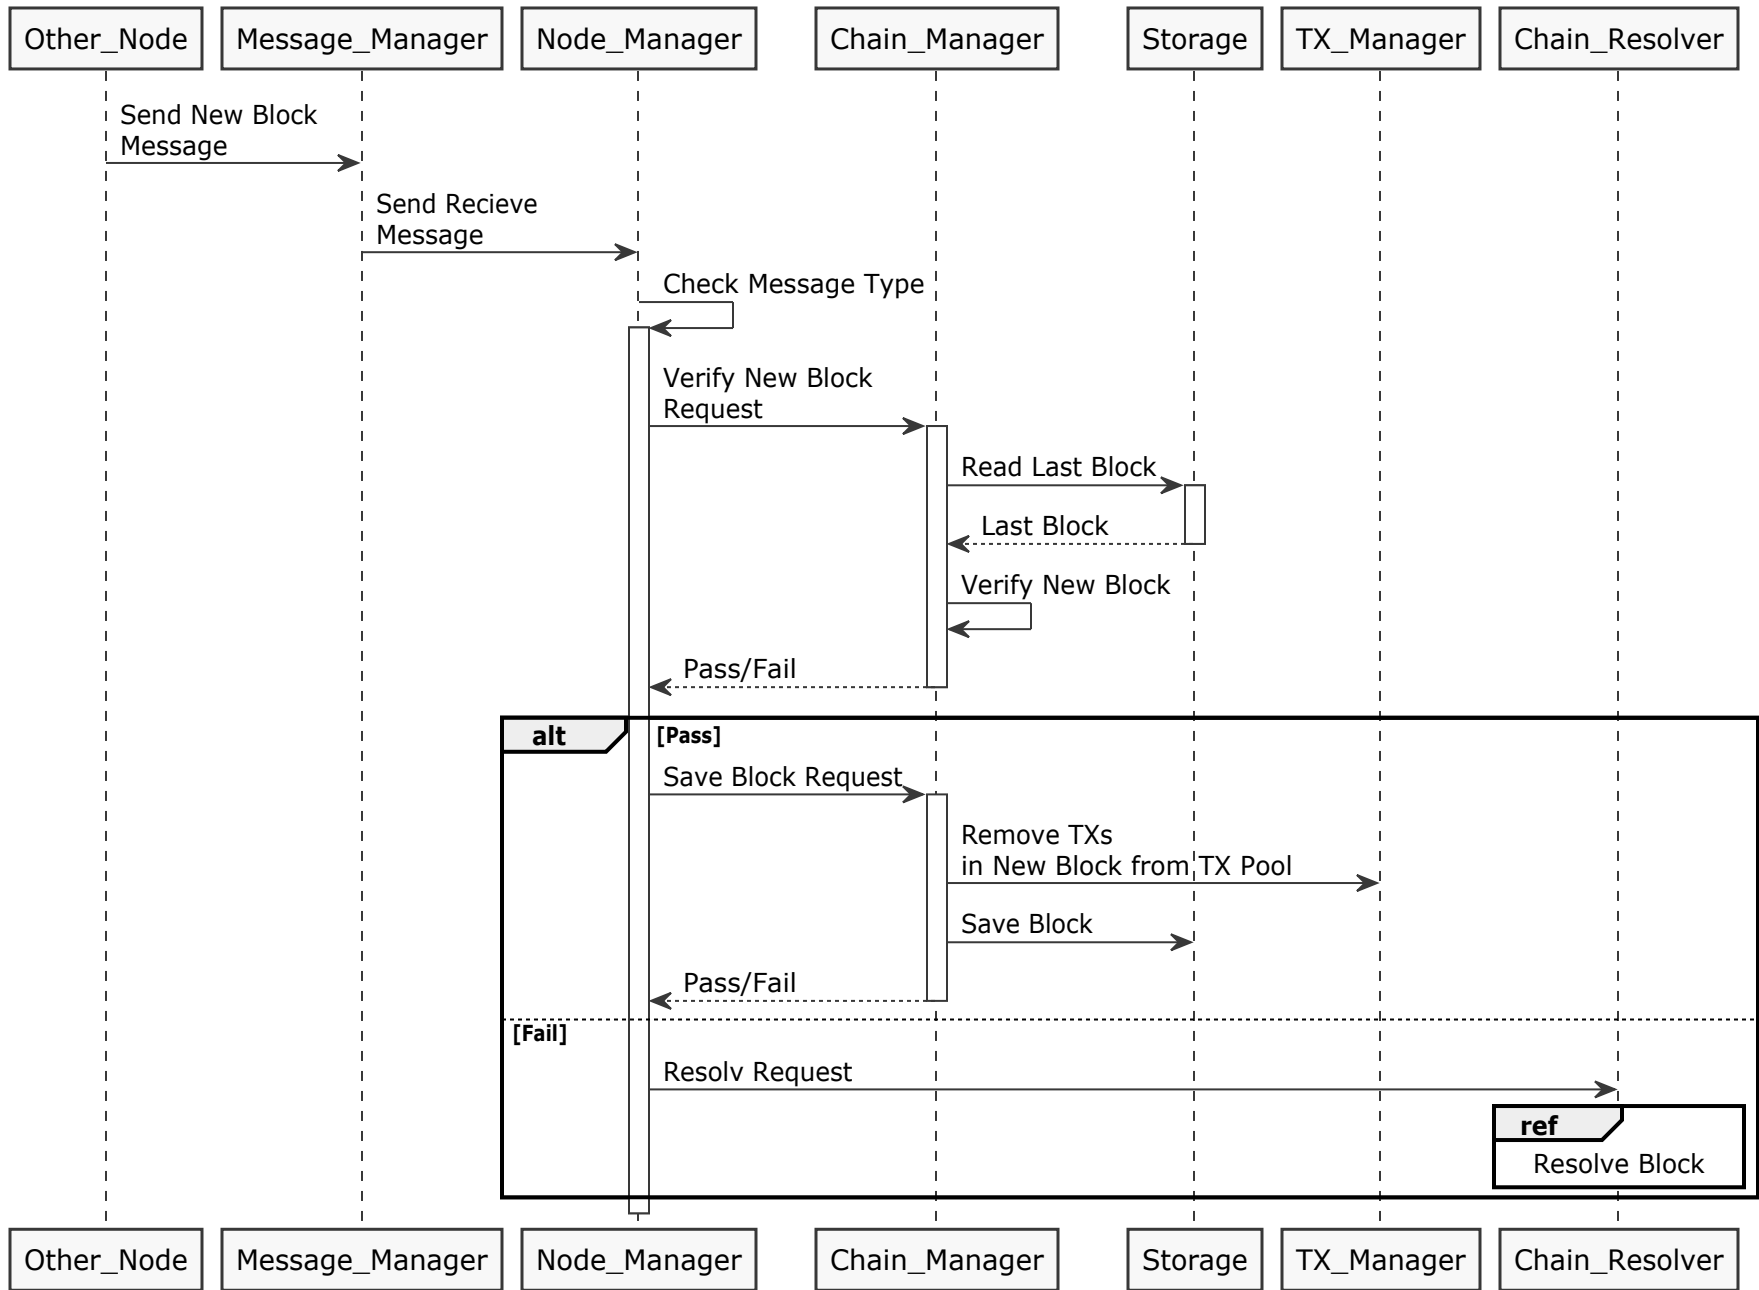 Other_Node
Message_Manager
Node_Manager
Chain_Manager
Storage
TX_Manager
Chain_Resolver
Send New Block
Message
Send Recieve
Message
Check Message Type
Verify New Block
Request
Read Last Block
Last Block
Verify New Block
Pass/Fail
alt
[Pass]
Save Block Request
Remove TXs
in New Block from TX Pool
Save Block
Pass/Fail
[Fail]
Resolv Request
ref
Resolve Block
Other_Node
Message_Manager
Node_Manager
Chain_Manager
Storage
TX_Manager
Chain_Resolver